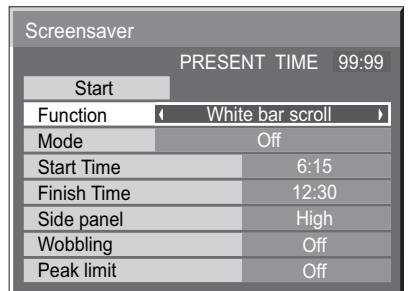 Screensaver
PRESENT TIME 99:99
Start
Function White bar scroll
Mode Off
Start Time 6:15
Finish Time 12:30
Side panel High
Wobbling Off
Peak limit Off